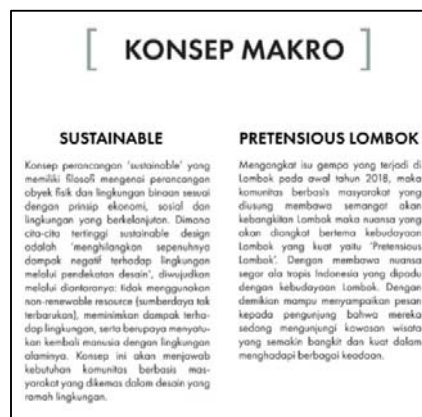 [ KONSEP MAKRO ]
SUSTAINABLE
Konsep perancangan 'sustainable' yang
memiliki filosofi mengenai perancangan
obyek fisik dan lingkungan binaan sesuai
dengan prinsip ekonomi, sosial dan
lingkungan yang berkelanjutan. Dimana
cita-cita tertinggi sustainable design
adalah 'menghilangkan sepenuhnya
dampak negatif terhadap lingkungan
melalui pendekatan desain', diwujudkan
melalui diantaranya: tidak menggunakan
non-renewable resource (sumberdaya tak
terbarukan), meminimkan dampak terha-
dap lingkungan, serta berupaya menyatu-
kan kembali manusia dengan lingkungan
alaminya. Konsep ini akan menjawab
kebutuhan komunitas berbasis mas-
yarakat yang dikemas dalam desain yang
ramah lingkungan.
PRETENSIOUS LOMBOK
Mengangkat isu gempa yang terjadi di
Lombok pada awal tahun 2018, maka
komunitas berbasis masyarakat yang
diusung membawa semangat akan
kebangkitan Lombok maka nuansa yang
akan diangkat bertema kebudayaan
Lombok yang kuat yaitu 'Pretensious
Lombok'. Dengan membawa nuansa
segar ala tropis Indonesia yang dipadu
dengan kebudayaan Lombok. Dengan
demikian mampu menyampaikan pesan
kepada pengunjung bahwa mereka
sedang mengunjungi kawasan wisata
yang semakin bangkit dan kuat dalam
menghadapi berbagai keadaan.